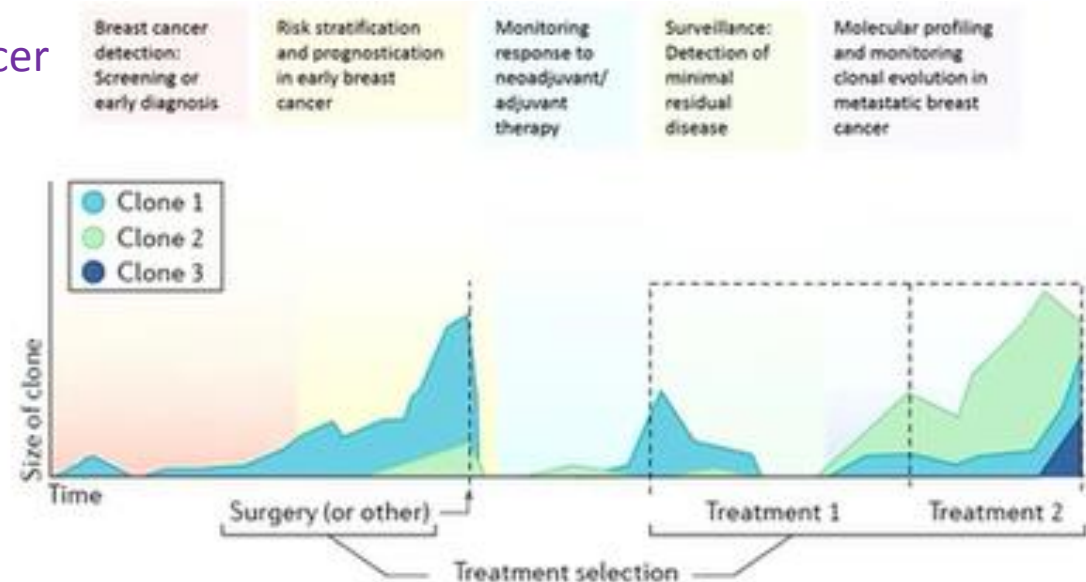 cer
Breast cancer
detection:
Screening or
early diagnosis
Risk stratification
and prognostication
in early breast
cancer
Monitoring
response to
neoadjuvant/
adjuvant
therapy
Surveillance:
Detection of
minimal
residual
disease
Molecular profiling
and monitoring
clonal evolution in
metastatic breast
cancer
Clone 1
Clone 2
Clone 3
Size of clone
Time
Surgery (or other)
Treatment 1
Treatment 2
Treatment selection